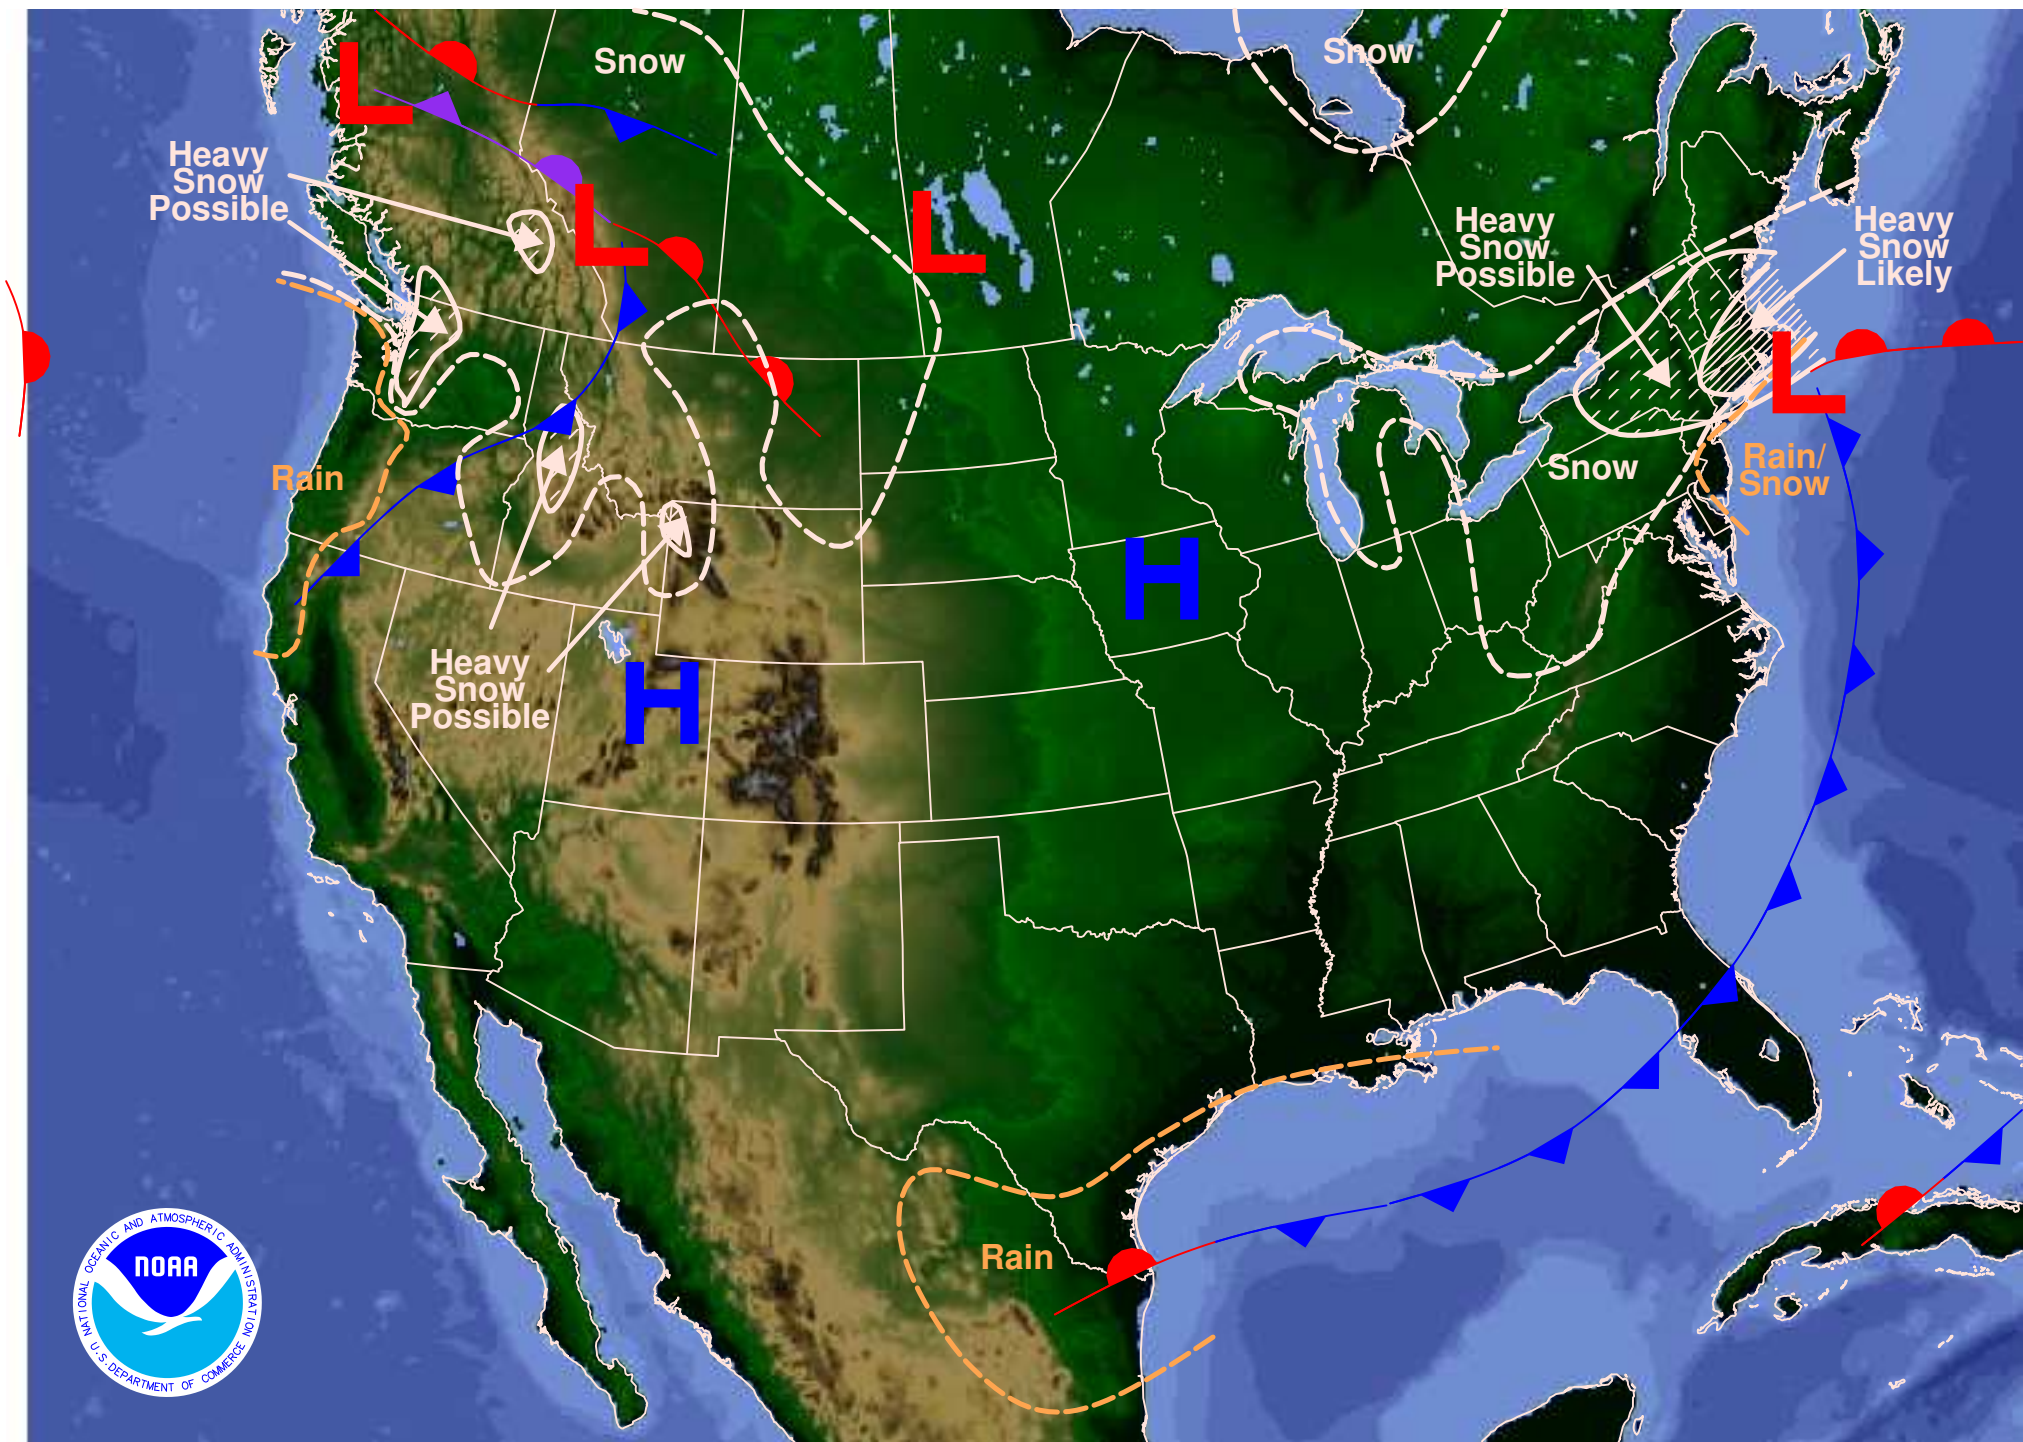 Snow
Snow
L
Heavy
Snow
Possible
L
L
Heavy
Snow
Possible
Heavy
Snow
Likely
L
Rain
Snow
Rain/
Snow
H
Heavy
Snow
Possible
H
Rain
NOAA
NATIONAL OCEANIC AND ATMOSPHERIC ADMINISTRATION
U.S. DEPARTMENT OF COMMERCE